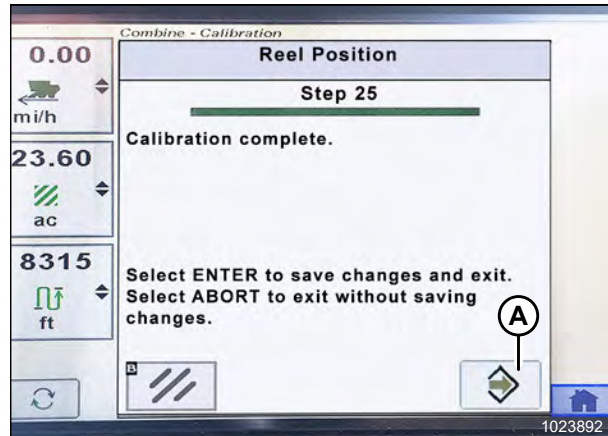 Combine - Calibration
Reel Position
Step 25
Calibration complete.
Select ENTER to save changes and exit.
Select ABORT to exit without saving
changes.
0.00
mi/h
23.60
ac
8315
ft
B
A
1023892